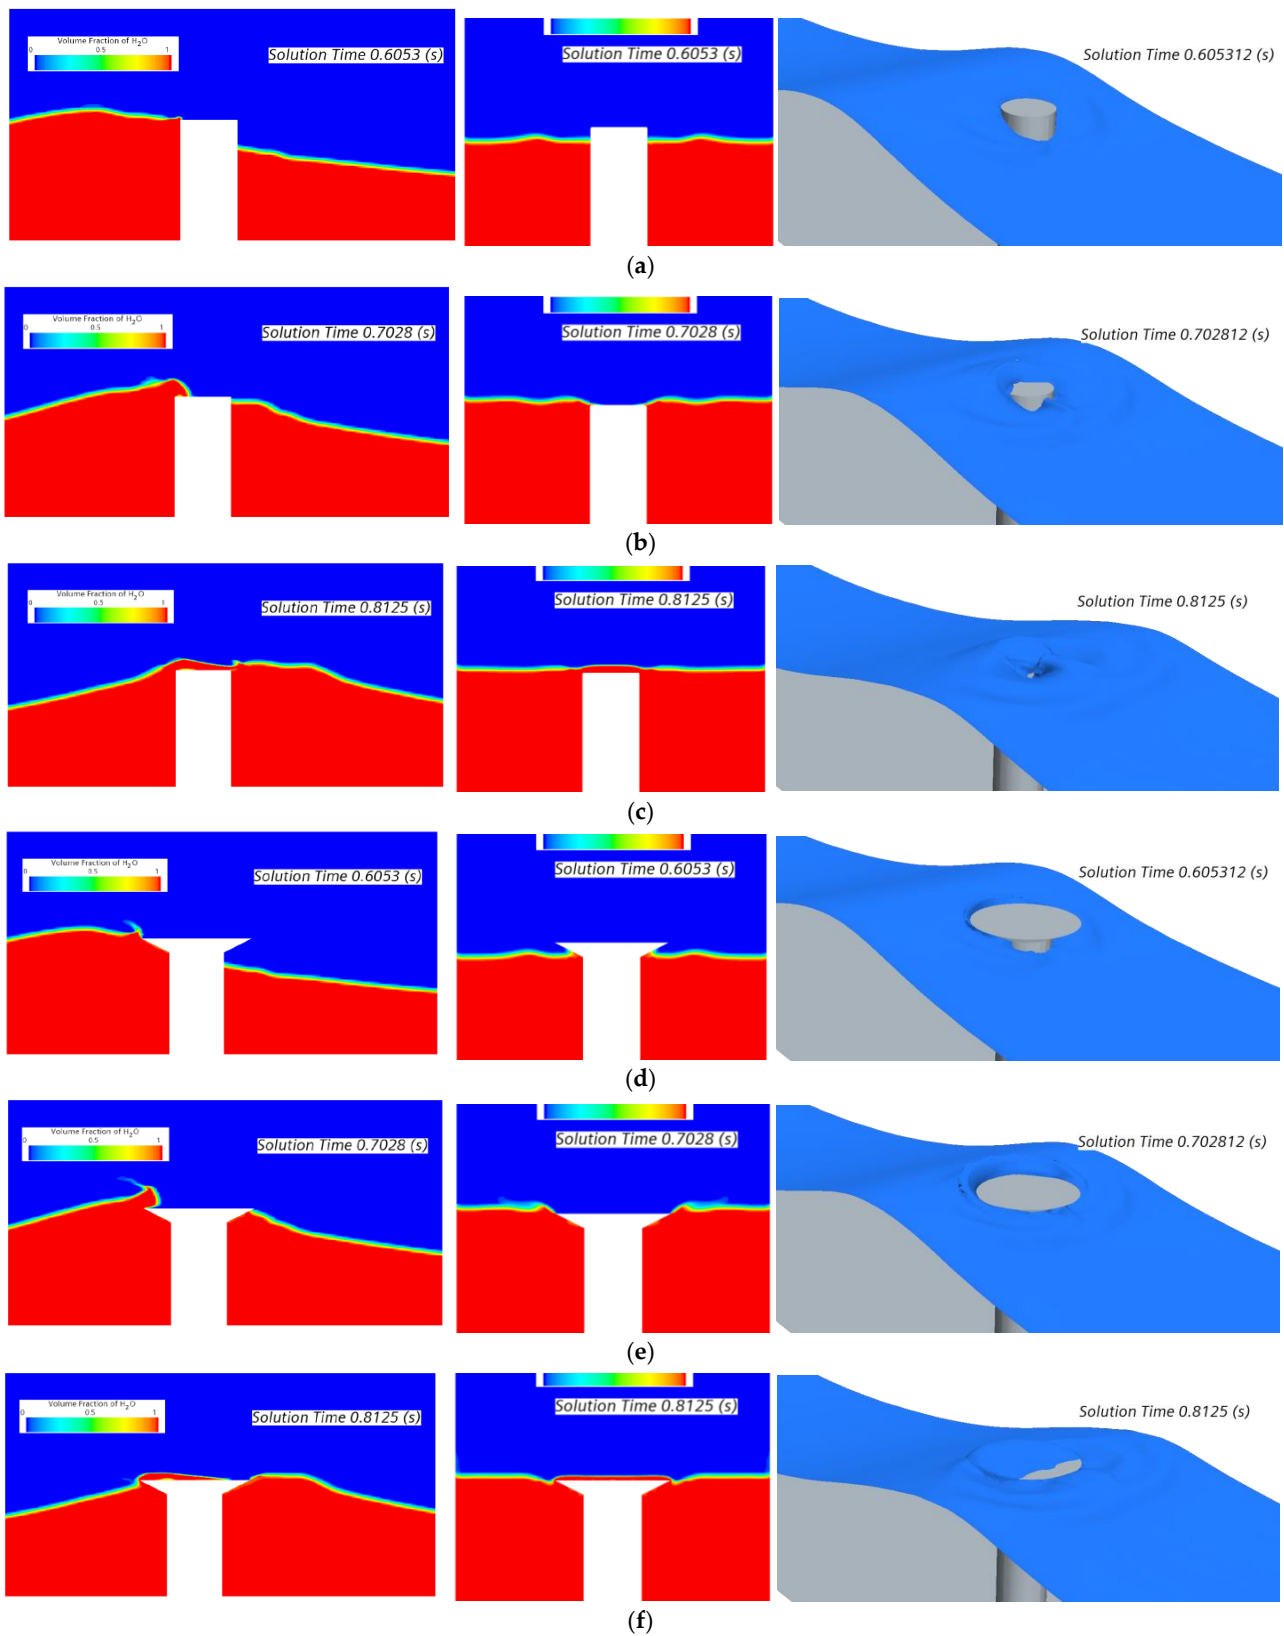 Volume Fraction of H2O
0 0.5 1
Solution Time 0.6053 (s)
Solution Time 0.6053 (s)
Solution Time 0.605312 (s)
(a)
Volume Fraction of H2O
0 0.5 1
Solution Time 0.7028 (s)
Solution Time 0.7028 (s)
Solution Time 0.702812 (s)
(b)
Volume Fraction of H2O
0 0.5 1
Solution Time 0.8125 (s)
Solution Time 0.8125 (s)
Solution Time 0.8125 (s)
(c)
Volume Fraction of H2O
0 0.5 1
Solution Time 0.6053 (s)
Solution Time 0.6053 (s)
Solution Time 0.605312 (s)
(d)
Volume Fraction of H2O
0 0.5 1
Solution Time 0.7028 (s)
Solution Time 0.7028 (s)
Solution Time 0.702812 (s)
(e)
Volume Fraction of H2O
0 0.5 1
Solution Time 0.8125 (s)
Solution Time 0.8125 (s)
Solution Time 0.8125 (s)
(f)